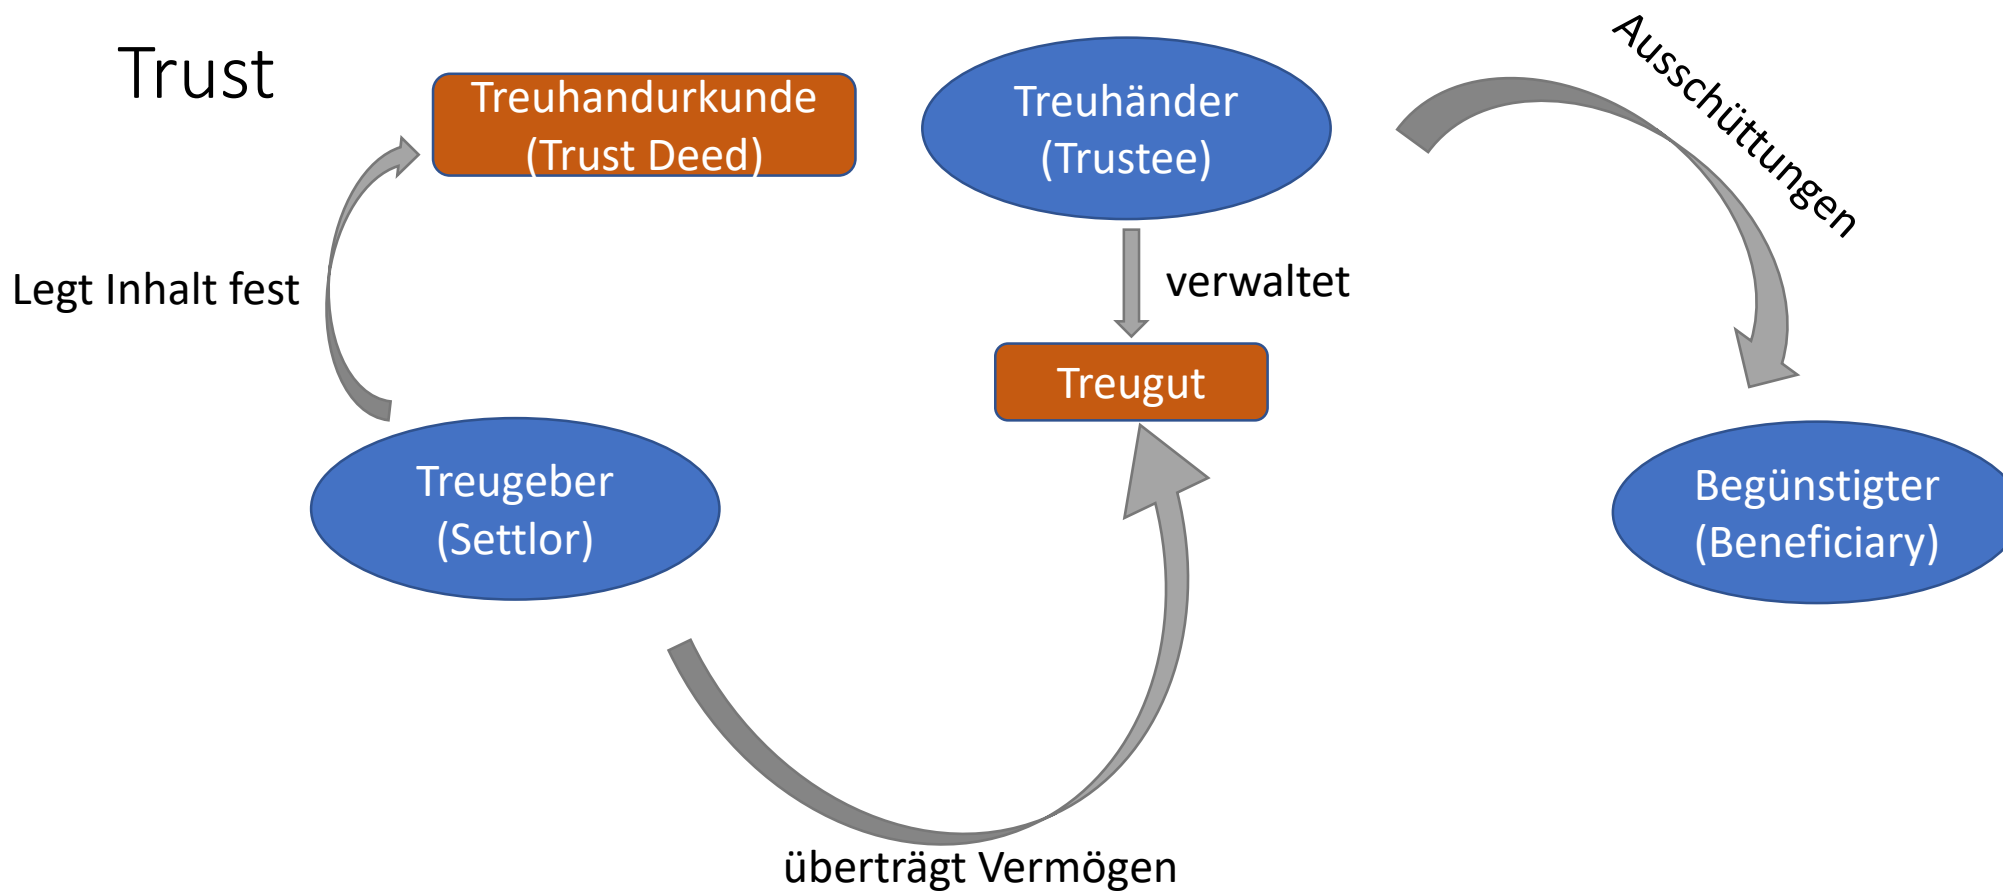 Trust
Treuhandurkunde
(Trust Deed)
Treuhänder
(Trustee)
Ausschüttungen
Legt Inhalt fest
verwaltet
Treugut
Treugeber
(Settlor)
Begünstigter
(Beneficiary)
überträgt Vermögen